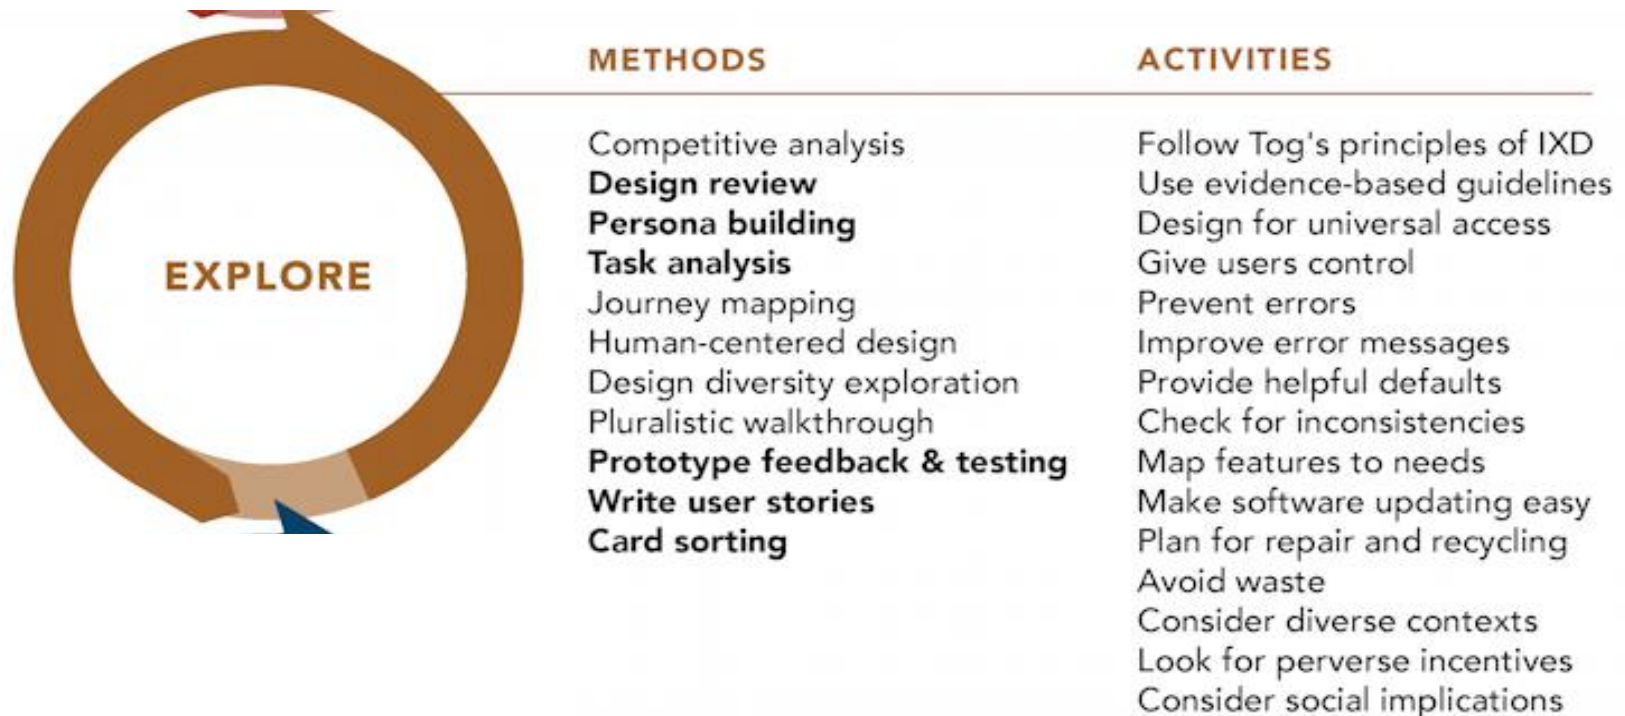 EXPLORE
METHODS
Competitive analysis
Design review
Persona building
Task analysis
Journey mapping
Human-centered design
Design diversity exploration
Pluralistic walkthrough
Prototype feedback & testing
Write user stories
Card sorting
ACTIVITIES
Follow Tog's principles of IXD
Use evidence-based guidelines
Design for universal access
Give users control
Prevent errors
Improve error messages
Provide helpful defaults
Check for inconsistencies
Map features to needs
Make software updating easy
Plan for repair and recycling
Avoid waste
Consider diverse contexts
Look for perverse incentives
Consider social implications